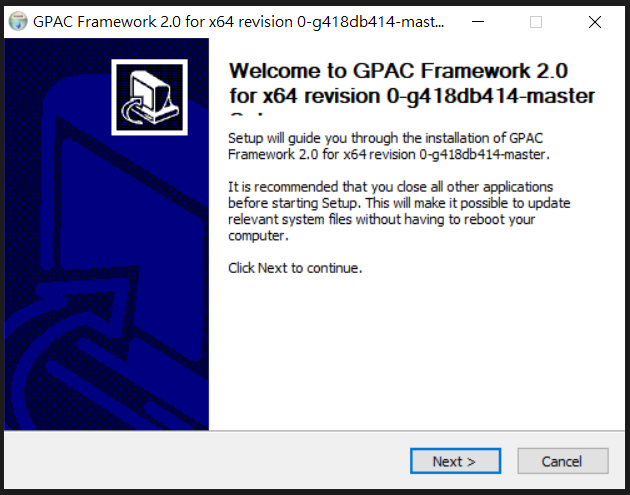 GPAC Framework 2.0 for x64 revision 0-g418db414-mast...
Welcome to GPAC Framework 2.0
for x64 revision 0-g418db414-master
Setup will guide you through the installation of GPAC
Framework 2.0 for x64 revision 0-g418db414-master.
It is recommended that you close all other applications
before starting Setup. This will make it possible to update
relevant system files without having to reboot your
computer.
Click Next to continue.
Next >
Cancel